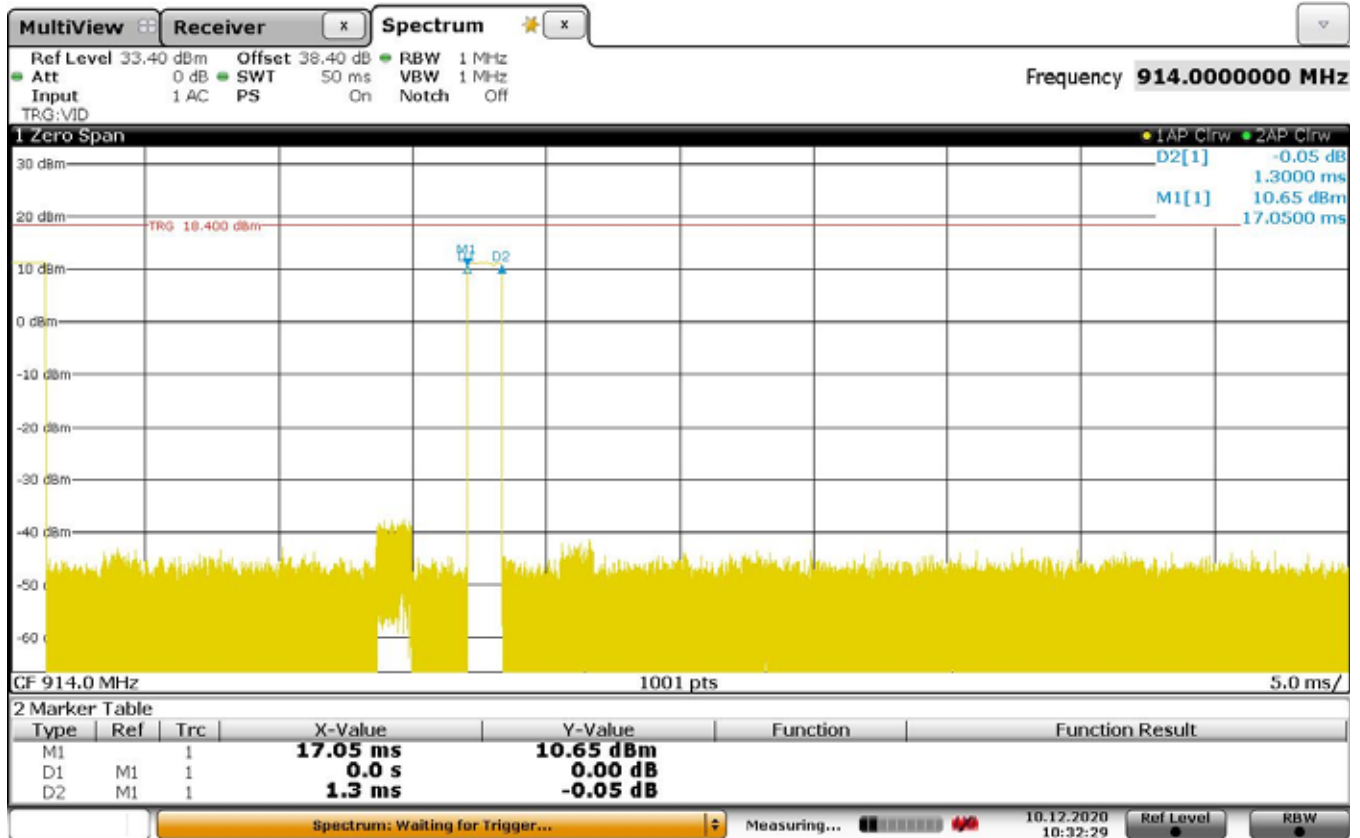 MultiView Receiver x Spectrum x
Ref Level 33.40 dBm Offset 38.40 dB RBW 1 MHz
Att 0 dB SWT 50 ms VBW 1 MHz
Input 1 AC PS On Notch Off
TRG:VID
Frequency 914.0000000 MHz
1 Zero Span 1AP Clrw 2AP Clrw
D2[1] -0.05 dB
1.3000 ms
M1[1] 10.65 dBm
17.0500 ms
30 dBm
20 dBm
TRG 18.400 dBm
M1
D1 D2
10 dBm
0 dBm
-10 dBm
-20 dBm
-30 dBm
-40 dBm
-50 d
-60 d
CF 914.0 MHz 1001 pts 5.0 ms/
2 Marker Table
Type Ref Trc X-Value Y-Value Function Function Result
M1 1 17.05 ms 10.65 dBm
D1 M1 1 0.0 s 0.00 dB
D2 M1 1 1.3 ms -0.05 dB
Spectrum: Waiting for Trigger... Measuring... 10.12.2020 Ref Level RBW
10:32:29